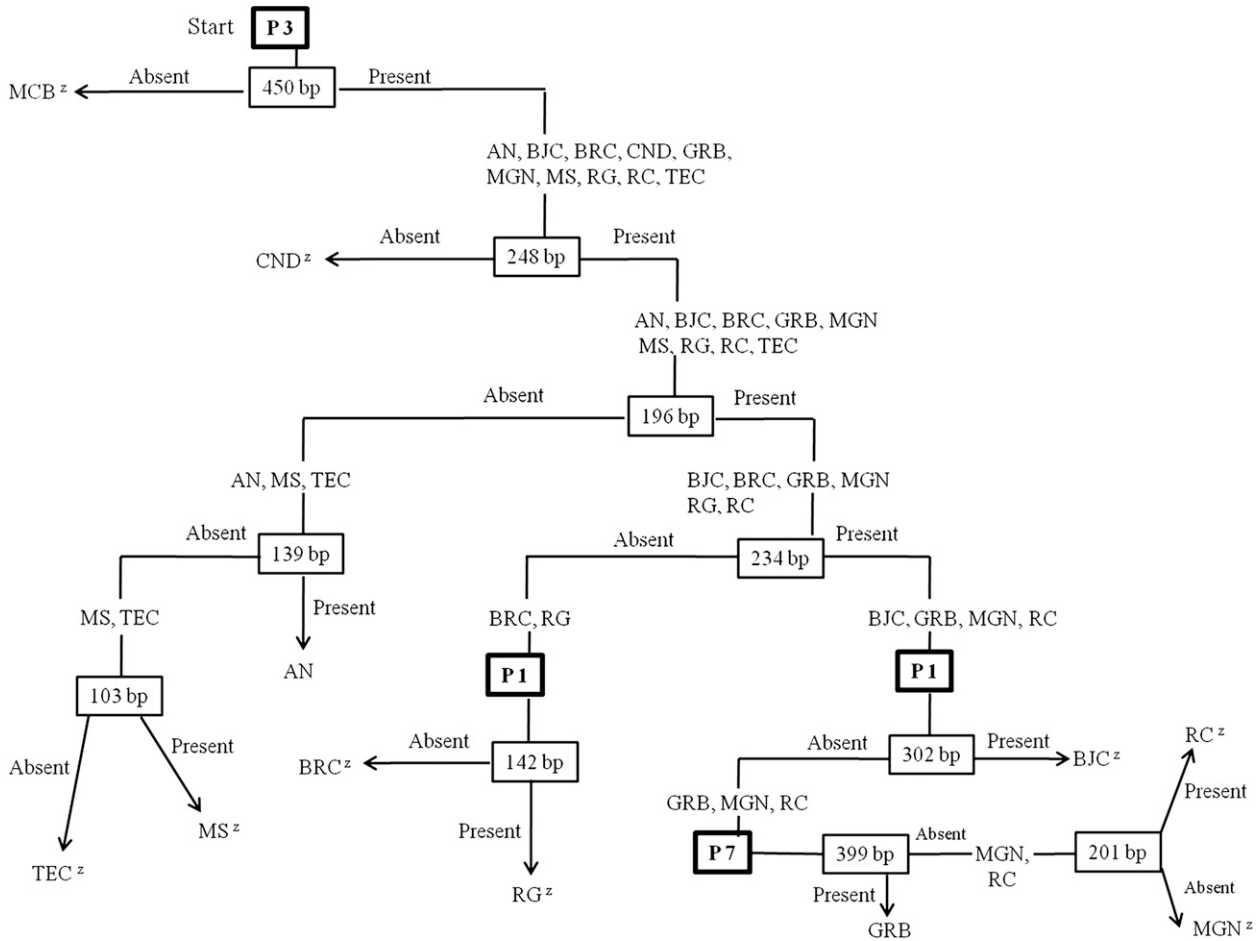 Start P 3
Absent Present
MCB z 450 bp
AN, BJC, BRC, CND, GRB,
MGN, MS, RG, RC, TEC
Absent Present
CND z 248 bp
AN, BJC, BRC, GRB, MGN
MS, RG, RC, TEC
Absent Present
196 bp
AN, MS, TEC
BJC, BRC, GRB, MGN
RG, RC
Absent
139 bp
Present
Absent Present
234 bp
MS, TEC
AN
BRC, RG
BJC, GRB, MGN, RC
103 bp
P 1
P 1
Absent Present
TEC z
MS z
Absent
BRC z 142 bp
Present
RG z
Absent Present
302 bp BJC z
GRB, MGN, RC
P 7 399 bp
Absent
MGN,
RC
201 bp
Present
GRB
RC z
Present
Absent
MGN z